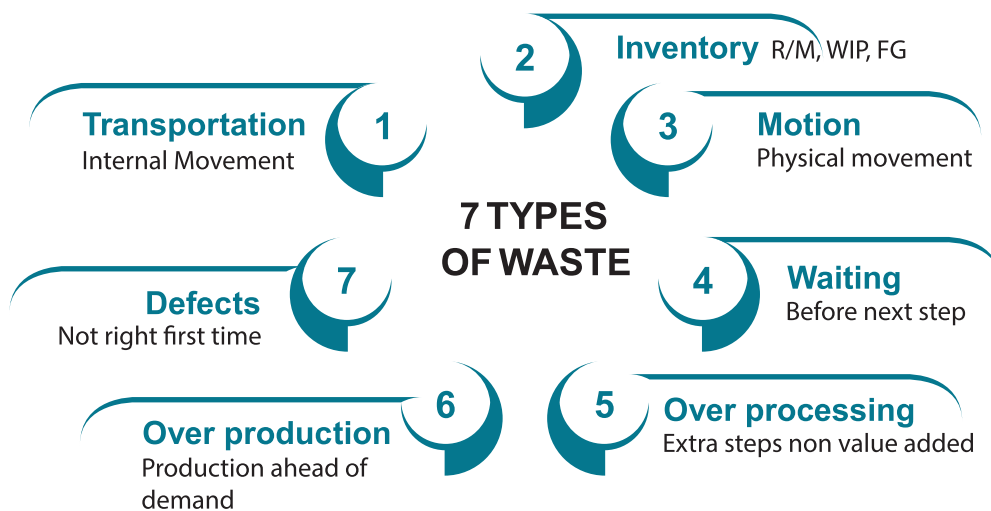 7 TYPES
OF WASTE
1
Transportation
Internal Movement
2
Inventory R/M, WIP, FG
3
Motion
Physical movement
4
Waiting
Before next step
5
Over processing
Extra steps non value added
6
Over production
Production ahead of
demand
7
Defects
Not right first time